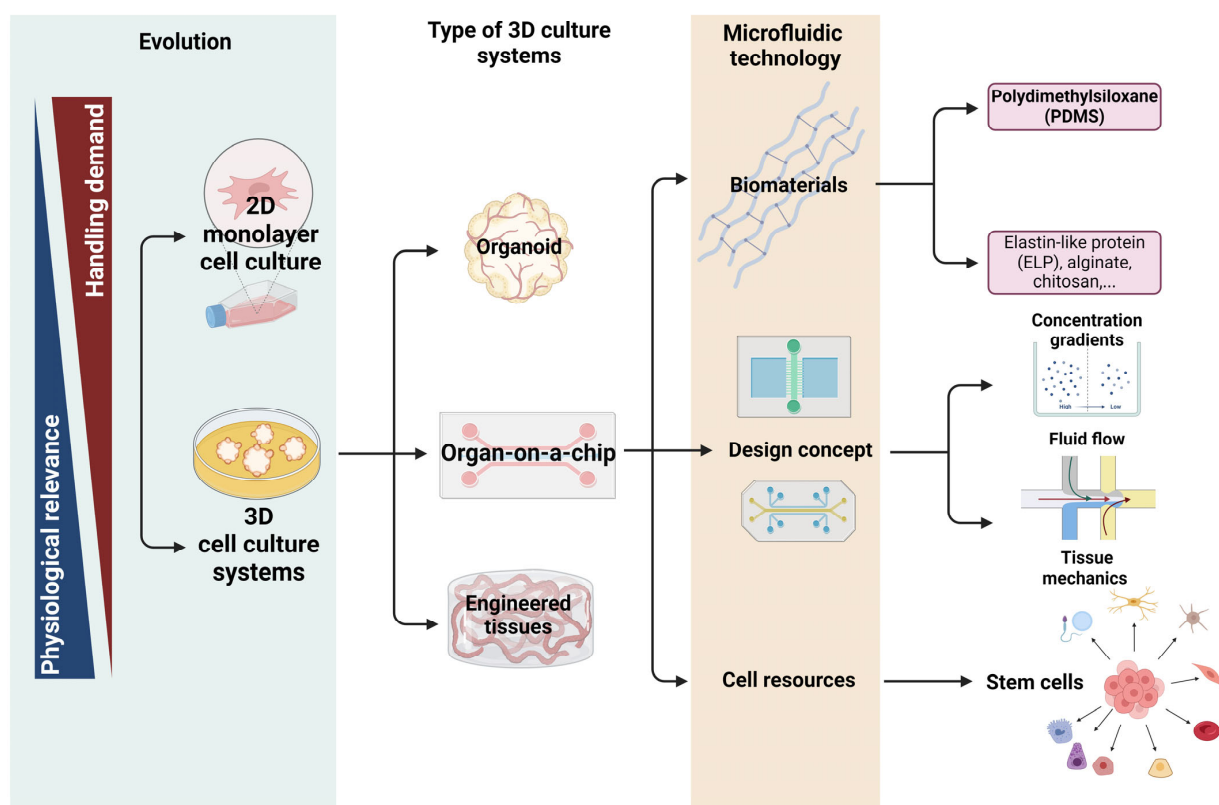 Evolution
Handling demand
Physiological relevance
2D
monolayer
cell culture
3D
cell culture
systems
Type of 3D culture
systems
Organoid
Organ-on-a-chip
Engineered
tissues
Microfluidic
technology
Biomaterials
Design concept
Cell resources
Polydimethylsiloxane
(PDMS)
Elastin-like protein
(ELP), alginate,
chitosan,...
Concentration
gradients
High
Low
Fluid flow
Tissue
mechanics
Stem cells